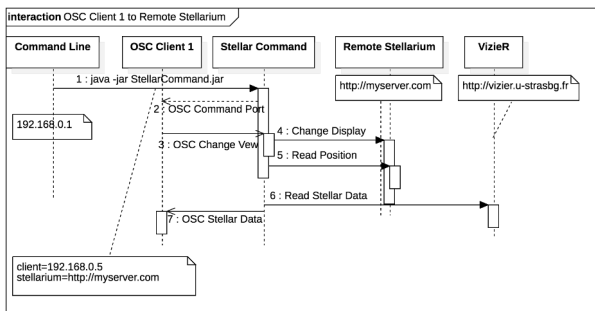 interaction OSC Client 1 to Remote Stellarium
Command Line
OSC Client 1
Stellar Command
Remote Stellarium
VizieR
1 : java -jar StellarCommand.jar
http://myserver.com
http://vizier.u-strasbg.fr
2 : OSC Command Port
192.168.0.1
4 : Change Display
3 : OSC Change Vew
5 : Read Position
6 : Read Stellar Data
7 : OSC Stellar Data
client=192.168.0.5
stellarium=http://myserver.com